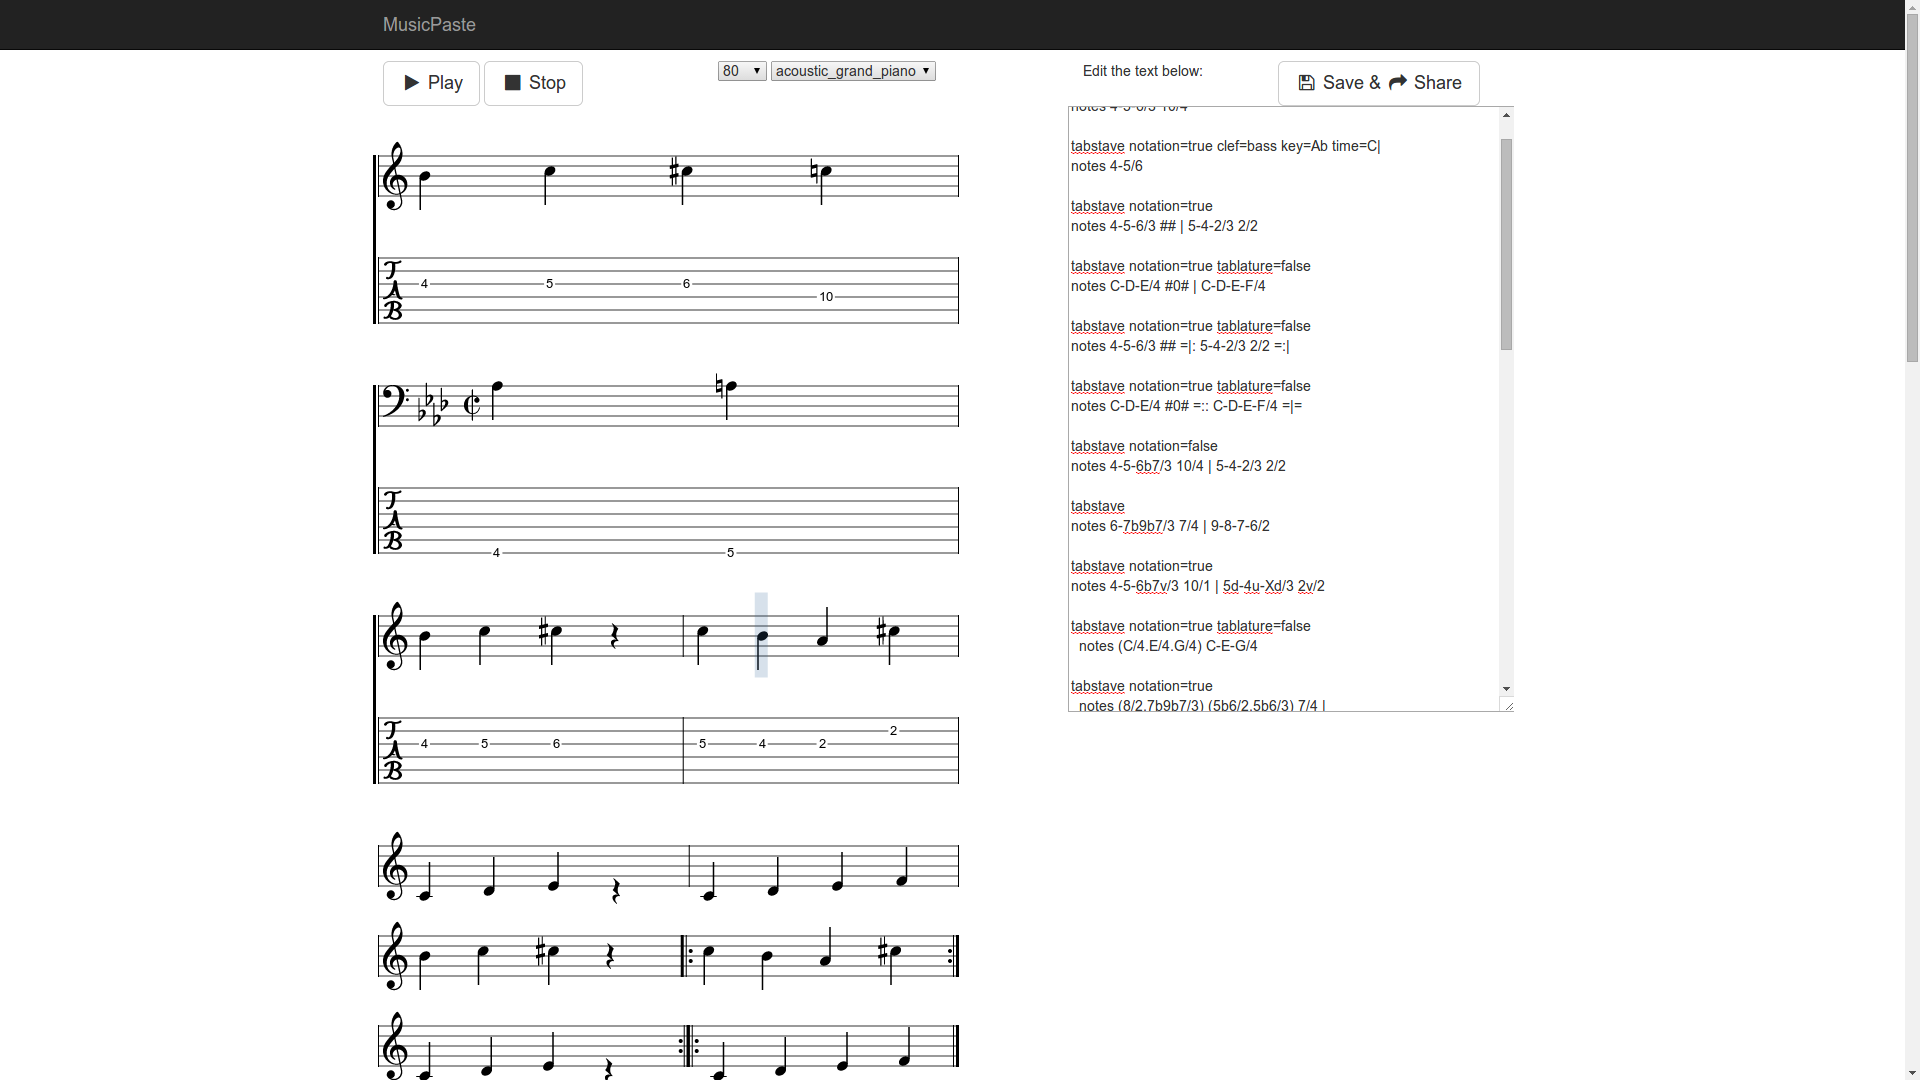 MusicPaste
Play Stop 80 acoustic_grand_piano
4 5 6
10
4 5
2
4 5 6 5 4 2
Edit the text below:
Save & Share
notes 4-5-6/3 10/4
tabstave notation=true clef=bass key=Ab time=C|
notes 4-5/6
tabstave notation=true
notes 4-5-6/3 ## | 5-4-2/3 2/2
tabstave notation=true tablature=false
notes C-D-E/4 #0# | C-D-E-F/4
tabstave notation=true tablature=false
notes 4-5-6/3 ## =|: 5-4-2/3 2/2 =:|
tabstave notation=true tablature=false
notes C-D-E/4 #0# =:: C-D-E-F/4 =|=
tabstave notation=false
notes 4-5-6b7/3 10/4 | 5-4-2/3 2/2
tabstave
notes 6-7b9b7/3 7/4 | 9-8-7-6/2
tabstave notation=true
notes 4-5-6b7v/3 10/1 | 5d-4u-Xd/3 2v/2
tabstave notation=true tablature=false
notes (C/4.E/4.G/4) C-E-G/4
tabstave notation=true
notes (8/2.7b9b7/3) (5b6/2.5b6/3) 7/4 |